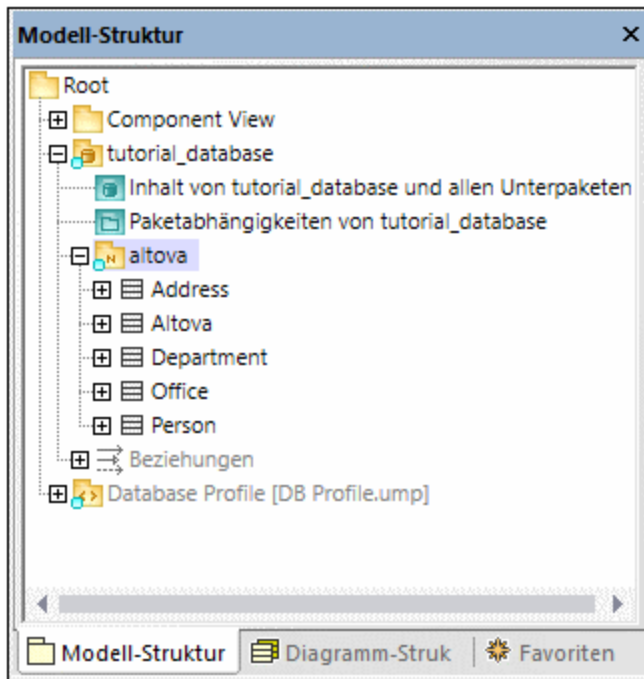 Modell-Struktur
Root
Component View
tutorial_database
Inhalt von tutorial_database und allen Unterpaketen
Paketabhängigkeiten von tutorial_database
altova
Address
Altova
Department
Office
Person
Beziehungen
Database Profile [DB Profile.ump]
Modell-Struktur Diagramm-Struk Favoriten